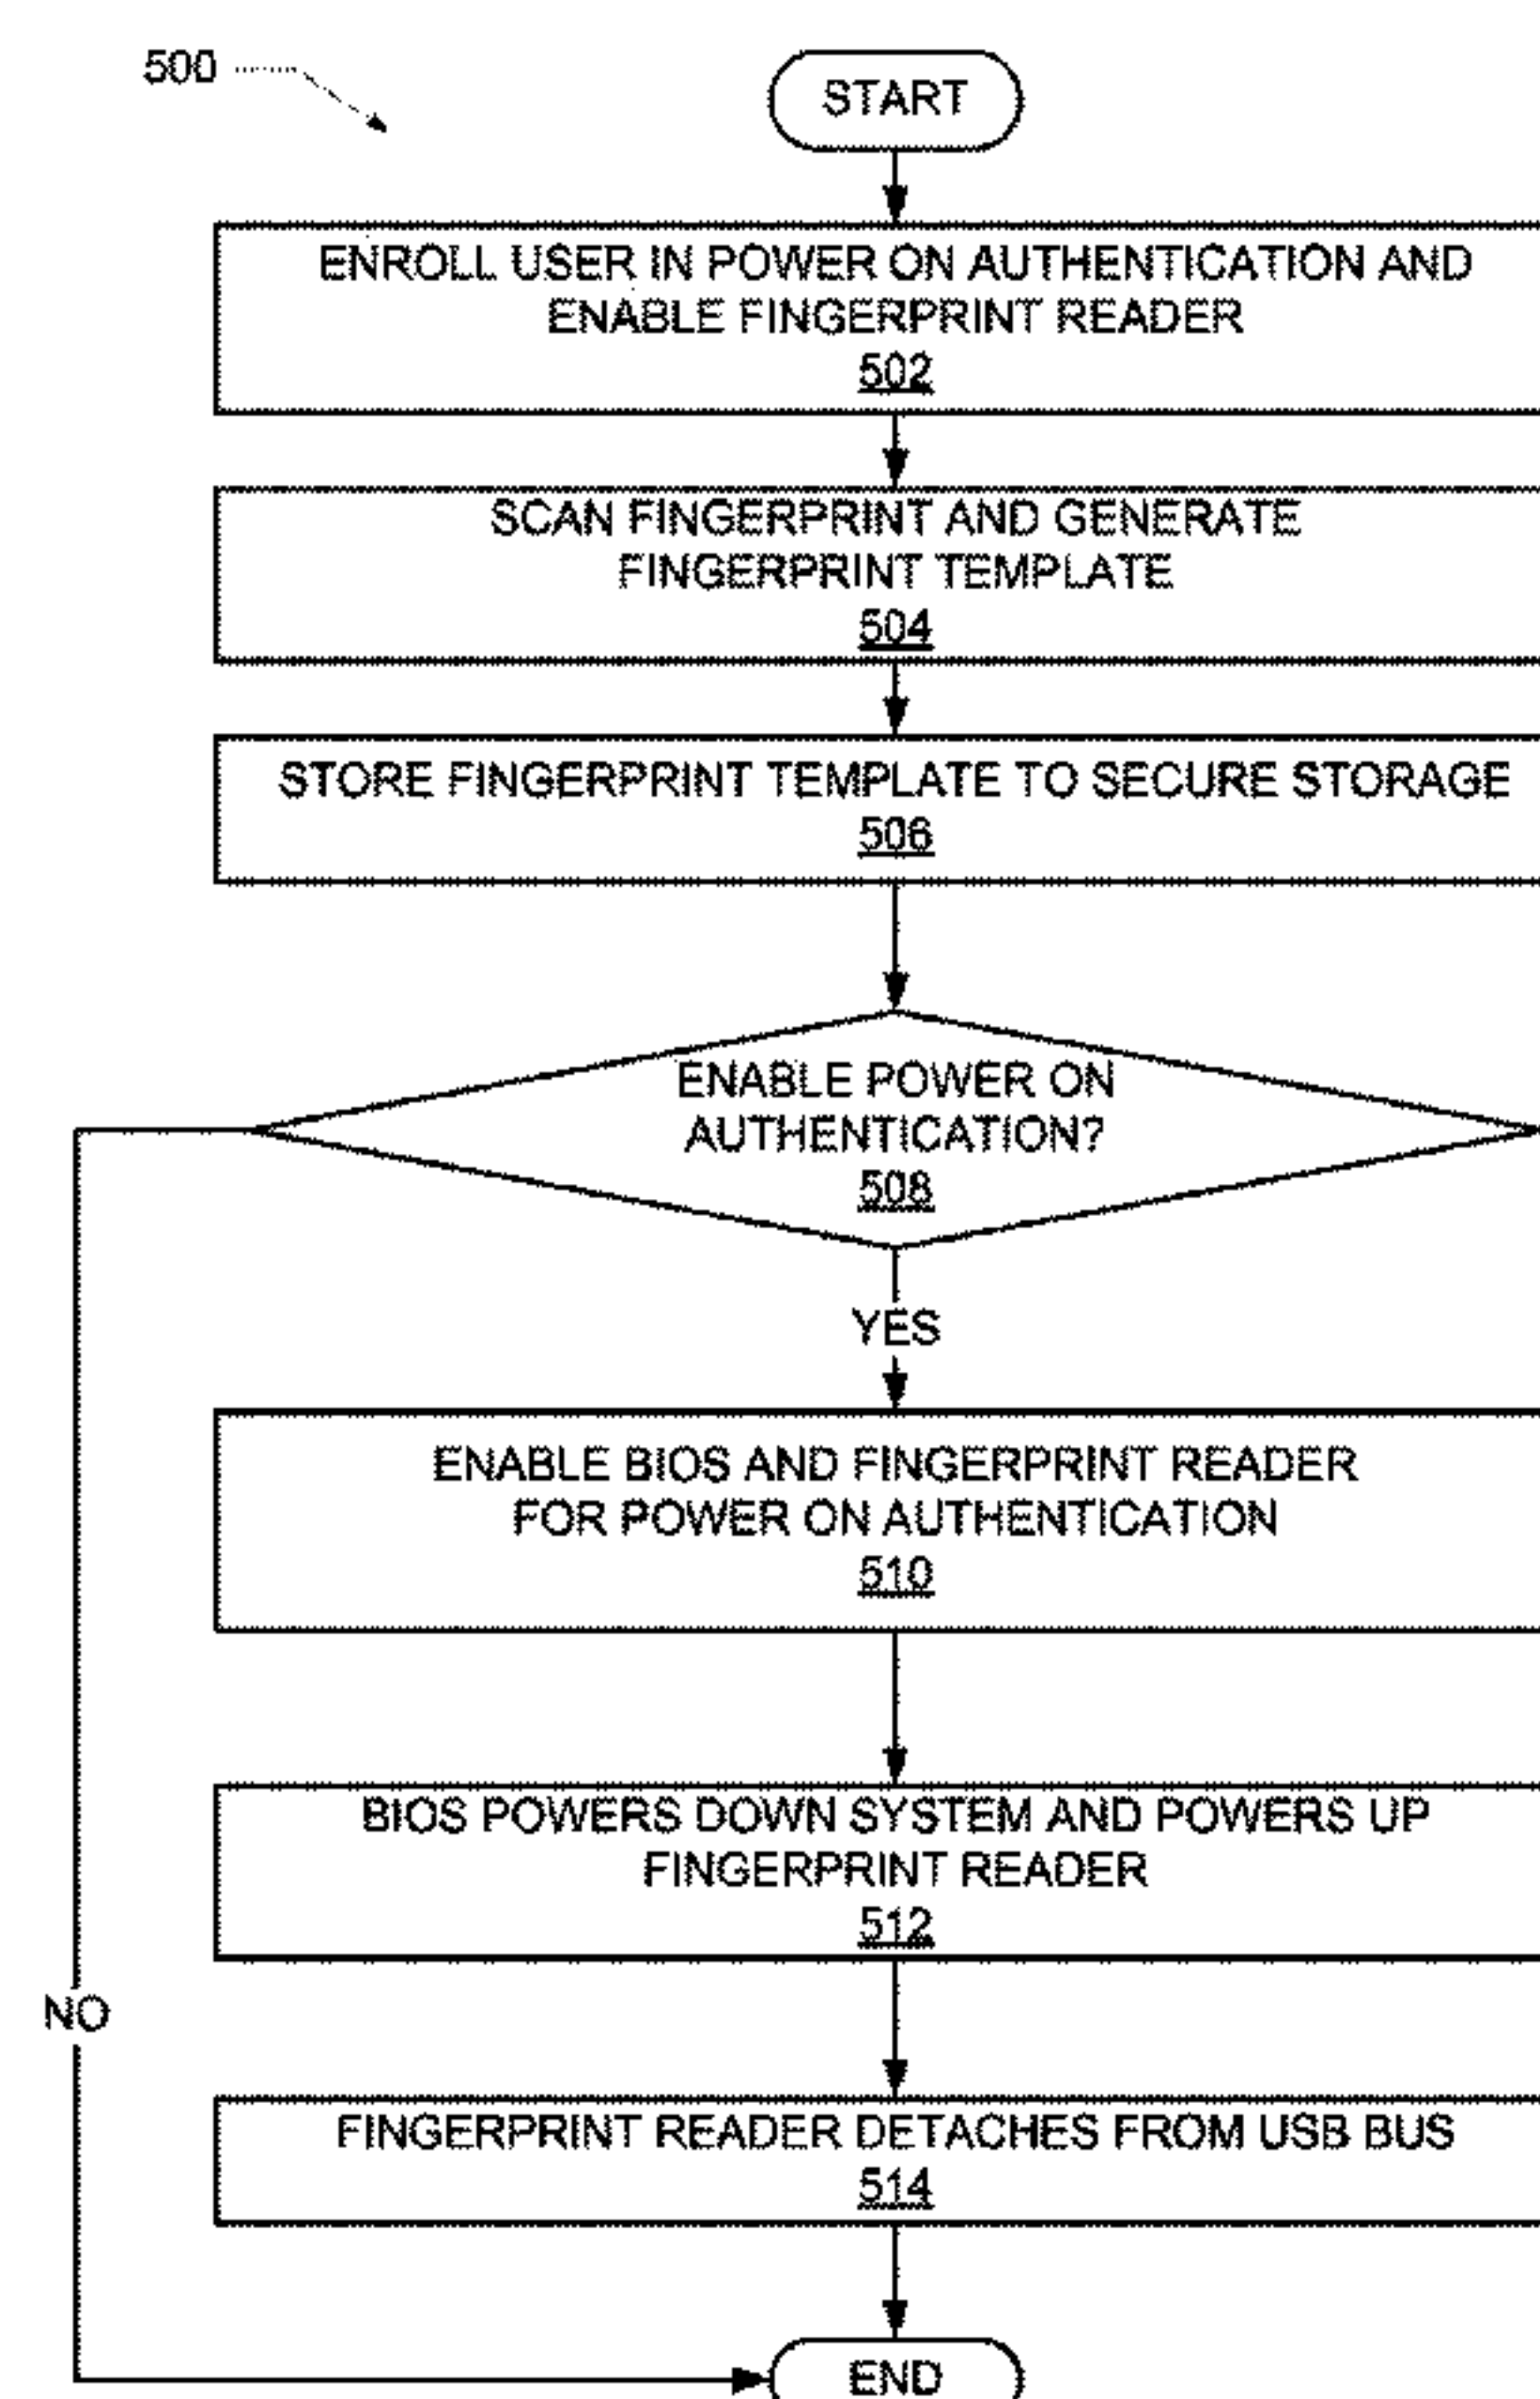 500
START
ENROLL USER IN POWER ON AUTHENTICATION AND
ENABLE FINGERPRINT READER
502
SCAN FINGERPRINT AND GENERATE
FINGERPRINT TEMPLATE
504
STORE FINGERPRINT TEMPLATE TO SECURE STORAGE
506
ENABLE POWER ON
AUTHENTICATION?
508
YES
ENABLE BIOS AND FINGERPRINT READER
FOR POWER ON AUTHENTICATION
510
BIOS POWERS DOWN SYSTEM AND POWERS UP
FINGERPRINT READER
512
NO
FINGERPRINT READER DETACHES FROM USB BUS
514
END